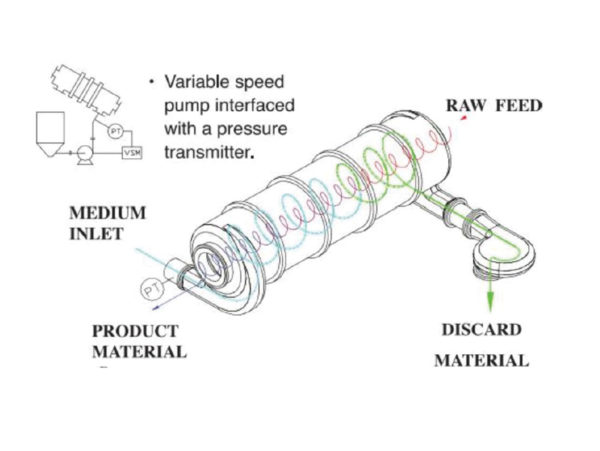 • Variable speed
pump interfaced
with a pressure
transmitter.
PT
VSM
RAW FEED
MEDIUM
INLET
PT
PRODUCT
MATERIAL
DISCARD
MATERIAL